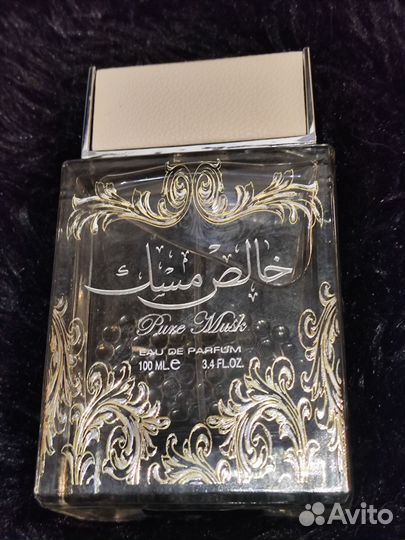 خالص مسك
Pure Musk
EAU DE PARFUM
100 ML.e 3.4 FL.OZ.
Avito